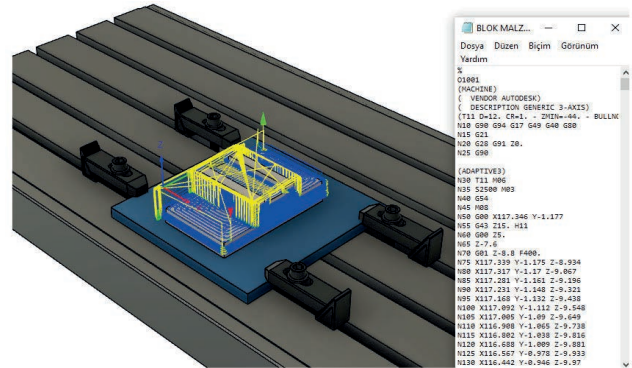 BLOK MALZ...
Dosya Düzen Biçim Görünüm
Yardım
%
O1001
(MACHINE)
(  VENDOR AUTODESK)
(  DESCRIPTION GENERIC 3-AXIS)
(T11 D=12. CR=1. - ZMIN=-44. - BULLNO
N10 G90 G94 G17 G49 G40 G80
N15 G21
N20 G28 G91 Z0.
N25 G90
(ADAPTIVE3)
N30 T11 M06
N35 S2500 M03
N40 G54
N45 M08
N50 G00 X117.346 Y-1.177
N55 G43 Z15. H11
N60 G00 Z5.
N65 Z-7.6
N70 G01 Z-8.8 F400.
N75 X117.339 Y-1.175 Z-8.934
N80 X117.317 Y-1.17 Z-9.067
N85 X117.281 Y-1.161 Z-9.196
N90 X117.231 Y-1.148 Z-9.321
N95 X117.168 Y-1.132 Z-9.438
N100 X117.092 Y-1.112 Z-9.548
N105 X117.005 Y-1.09 Z-9.649
N110 X116.908 Y-1.065 Z-9.738
N115 X116.802 Y-1.038 Z-9.816
N120 X116.688 Y-1.009 Z-9.881
N125 X116.567 Y-0.978 Z-9.933
N130 X116.442 Y-0.946 Z-9.97